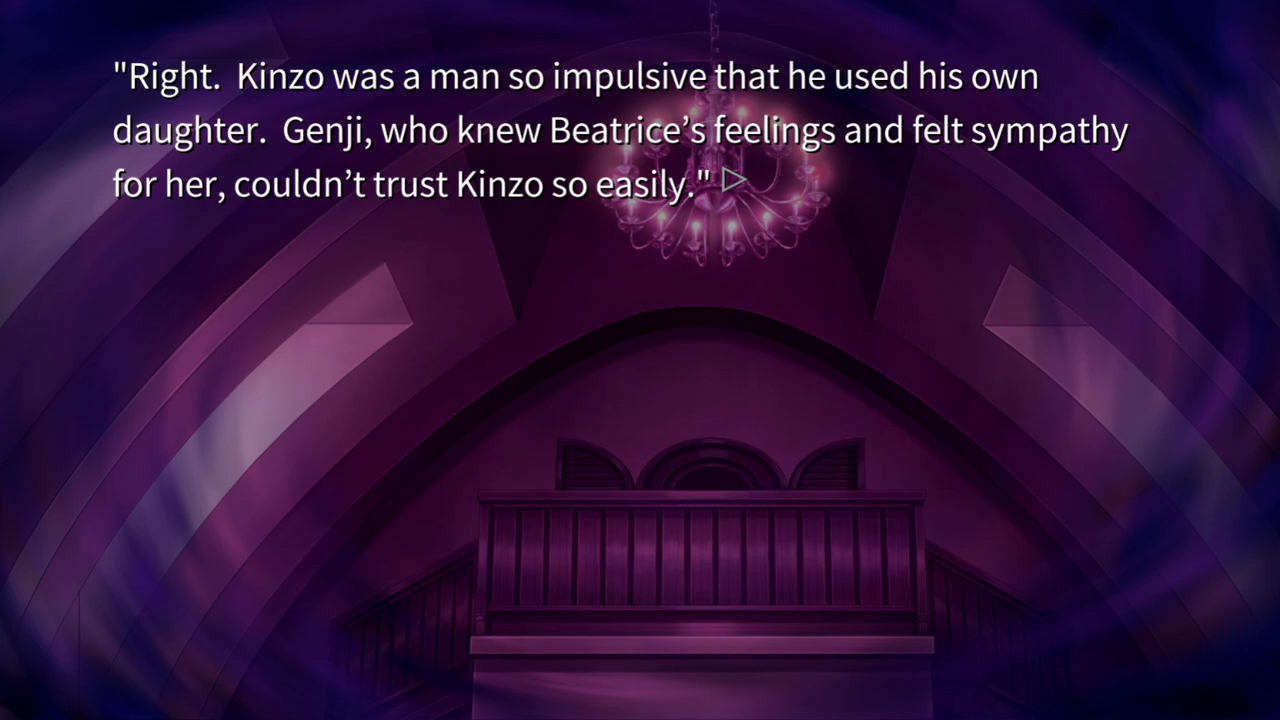 "Right.  Kinzo was a man so impulsive that he used his own
daughter.  Genji, who knew Beatrice’s feelings and felt sympathy
for her, couldn’t trust Kinzo so easily."